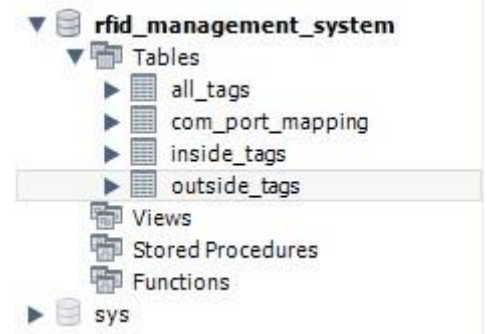 rfid_management_system
Tables
all_tags
com_port_mapping
inside_tags
outside_tags
Views
Stored Procedures
Functions
sys